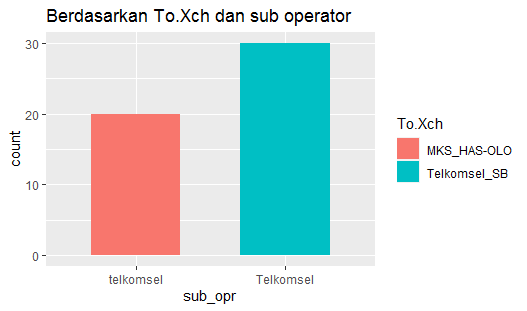 Berdasarkan To.Xch dan sub operator
30
20
10
0
count
telkomsel
Telkomsel
sub_opr
To.Xch
MKS_HAS-OLO
Telkomsel_SB